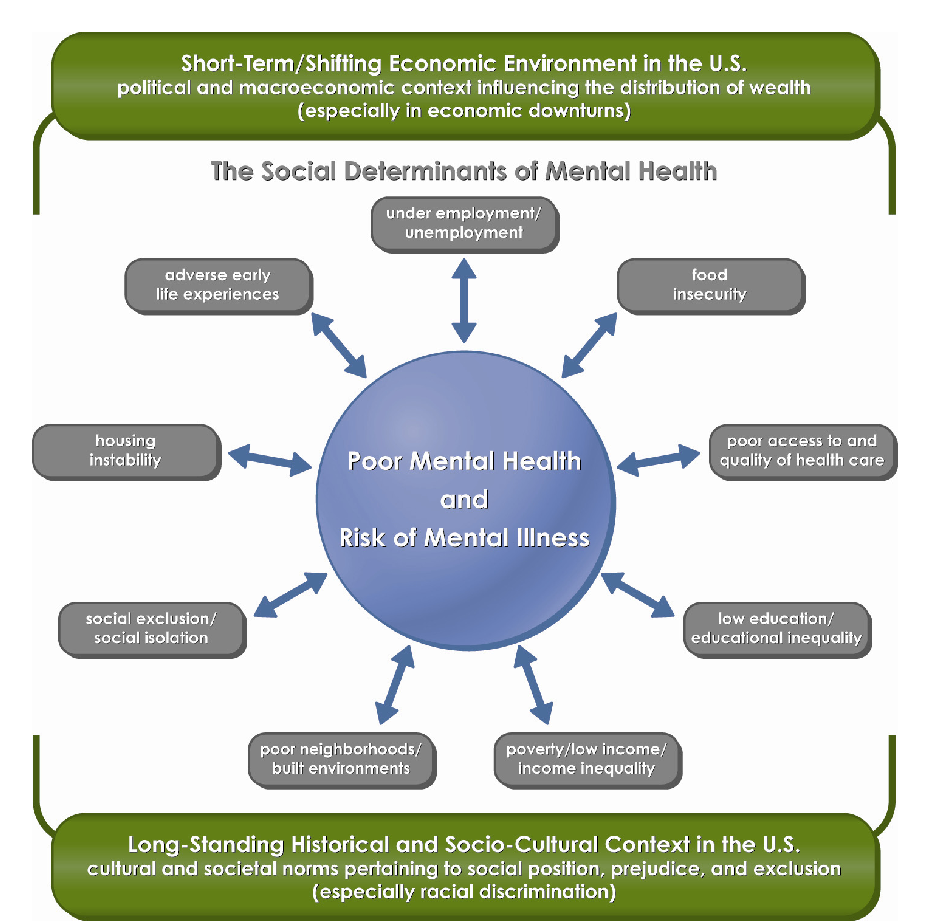 Short-Term/Shifting Economic Environment in the U.S.
political and macroeconomic context influencing the distribution of wealth
(especially in economic downturns)
The Social Determinants of Mental Health
under employment/
unemployment
adverse early
life experiences
food
insecurity
housing
instability
poor access to and
quality of health care
Poor Mental Health
and
Risk of Mental Illness
social exclusion/
social isolation
low education/
educational inequality
poor neighborhoods/
built environments
poverty/low income/
income inequality
Long-Standing Historical and Socio-Cultural Context in the U.S.
cultural and societal norms pertaining to social position, prejudice, and exclusion
(especially racial discrimination)